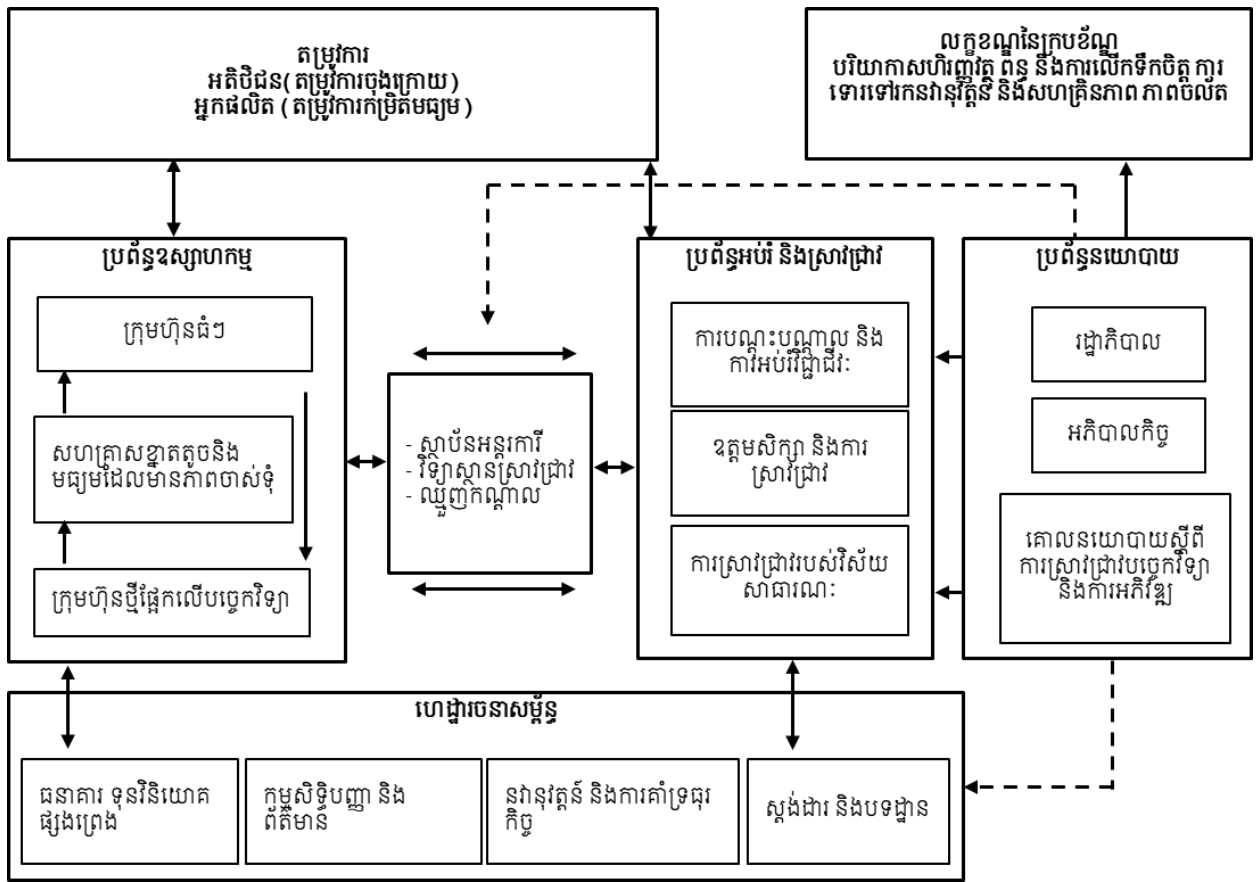 តម្រូវការ
អតិថិជន( តម្រូវការចុងក្រោយ )
អ្នកផលិត ( តម្រូវការកម្រិតមធ្យម )
លក្ខខណ្ឌនៃក្របខ័ណ្ឌ
បរិយាកាសហិរញ្ញវត្ថុ ពន្ធ និងការលើកទឹកចិត្ត ការ
ទោរទៅរកនវានុវត្តន៍ និងសហគ្រិនភាព ភាពចល័ត
ប្រព័ន្ធឧស្សាហកម្ម
ក្រុមហ៊ុនធំៗ
សហគ្រាសខ្នាតតូចនិង
មធ្យមដែលមានភាពចាស់ទុំ
ក្រុមហ៊ុនថ្មីផ្អែកលើបច្ចេកវិទ្យា
- ស្ថាប័នអន្តរការី
- វិទ្យាស្ថានស្រាវជ្រាវ
- ឈ្មួញកណ្តាល
ប្រព័ន្ធអប់រំ និងស្រាវជ្រាវ
ការបណ្តុះបណ្តាល និង
ការអប់រំវិជ្ជាជីវៈ
ឧត្តមសិក្សា និងការ
ស្រាវជ្រាវ
ការស្រាវជ្រាវរបស់វិស័យ
សាធារណៈ
ប្រព័ន្ធនយោបាយ
រដ្ឋាភិបាល
អភិបាលកិច្ច
គោលនយោបាយស្តីពី
ការស្រាវជ្រាវបច្ចេកវិទ្យា
និងការអភិវឌ្ឍ
ហេដ្ឋារចនាសម្ព័ន្ធ
ធនាគារ ទុនវិនិយោគ
ផ្សងព្រេង
កម្មសិទ្ធិបញ្ញា និង
ព័ត៌មាន
នវានុវត្តន៍ និងការគាំទ្រធុរ
កិច្ច
ស្តង់ដារ និងបទដ្ឋាន